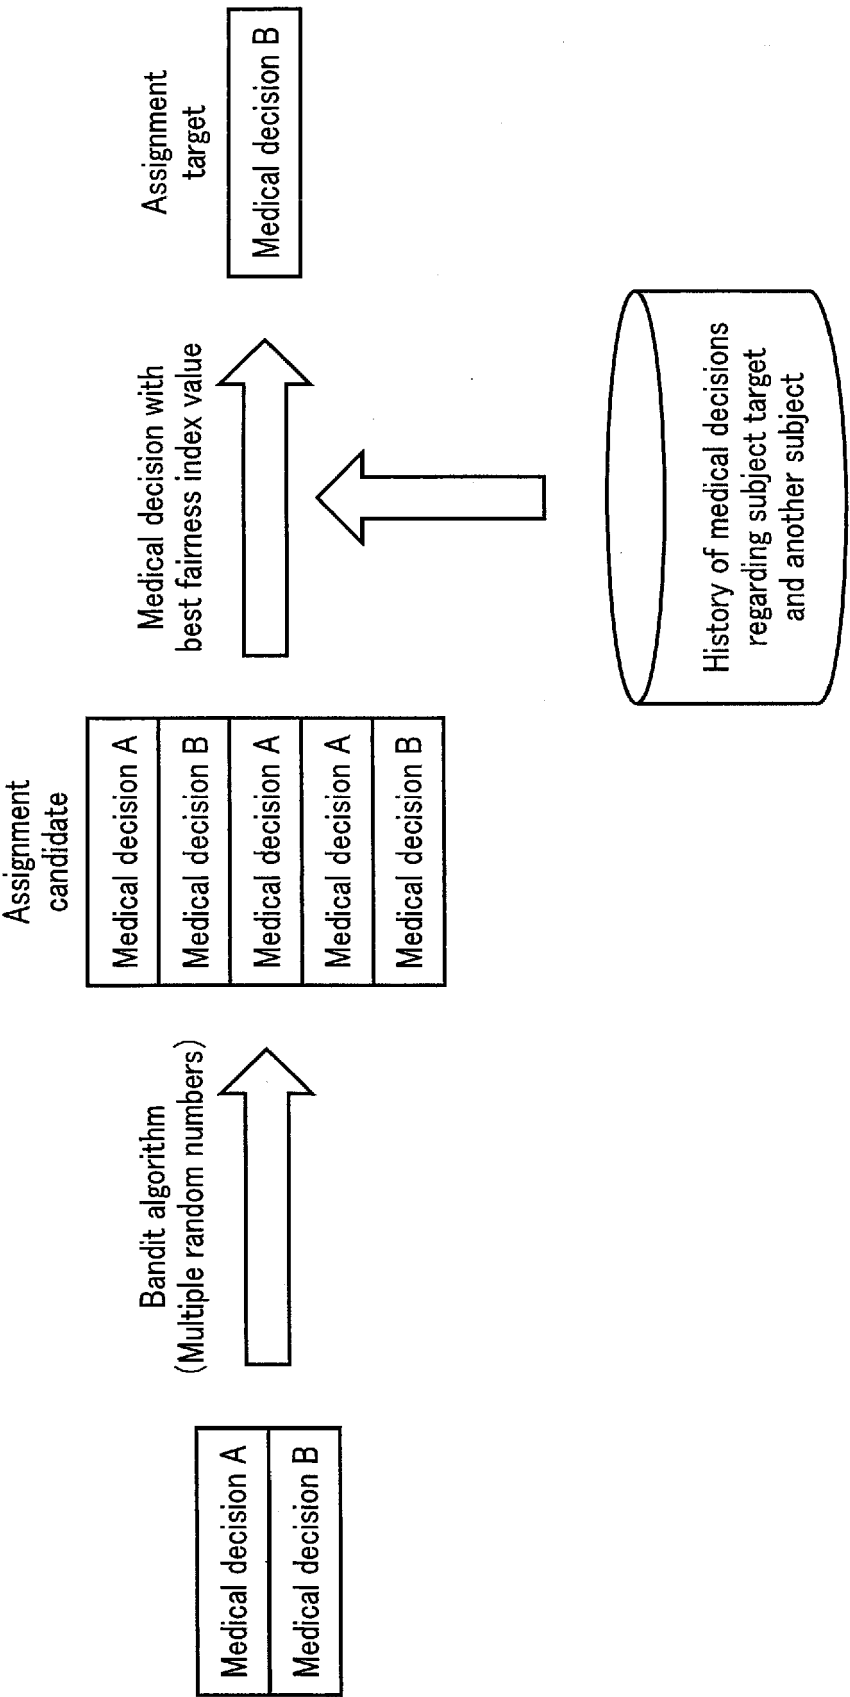 Medical decision A
Medical decision B
Bandit algorithm
(Multiple random numbers)
Assignment
candidate
Medical decision A
Medical decision B
Medical decision A
Medical decision A
Medical decision B
Medical decision with
best fairness index value
History of medical decisions
regarding subject target
and another subject
Assignment
target
Medical decision B